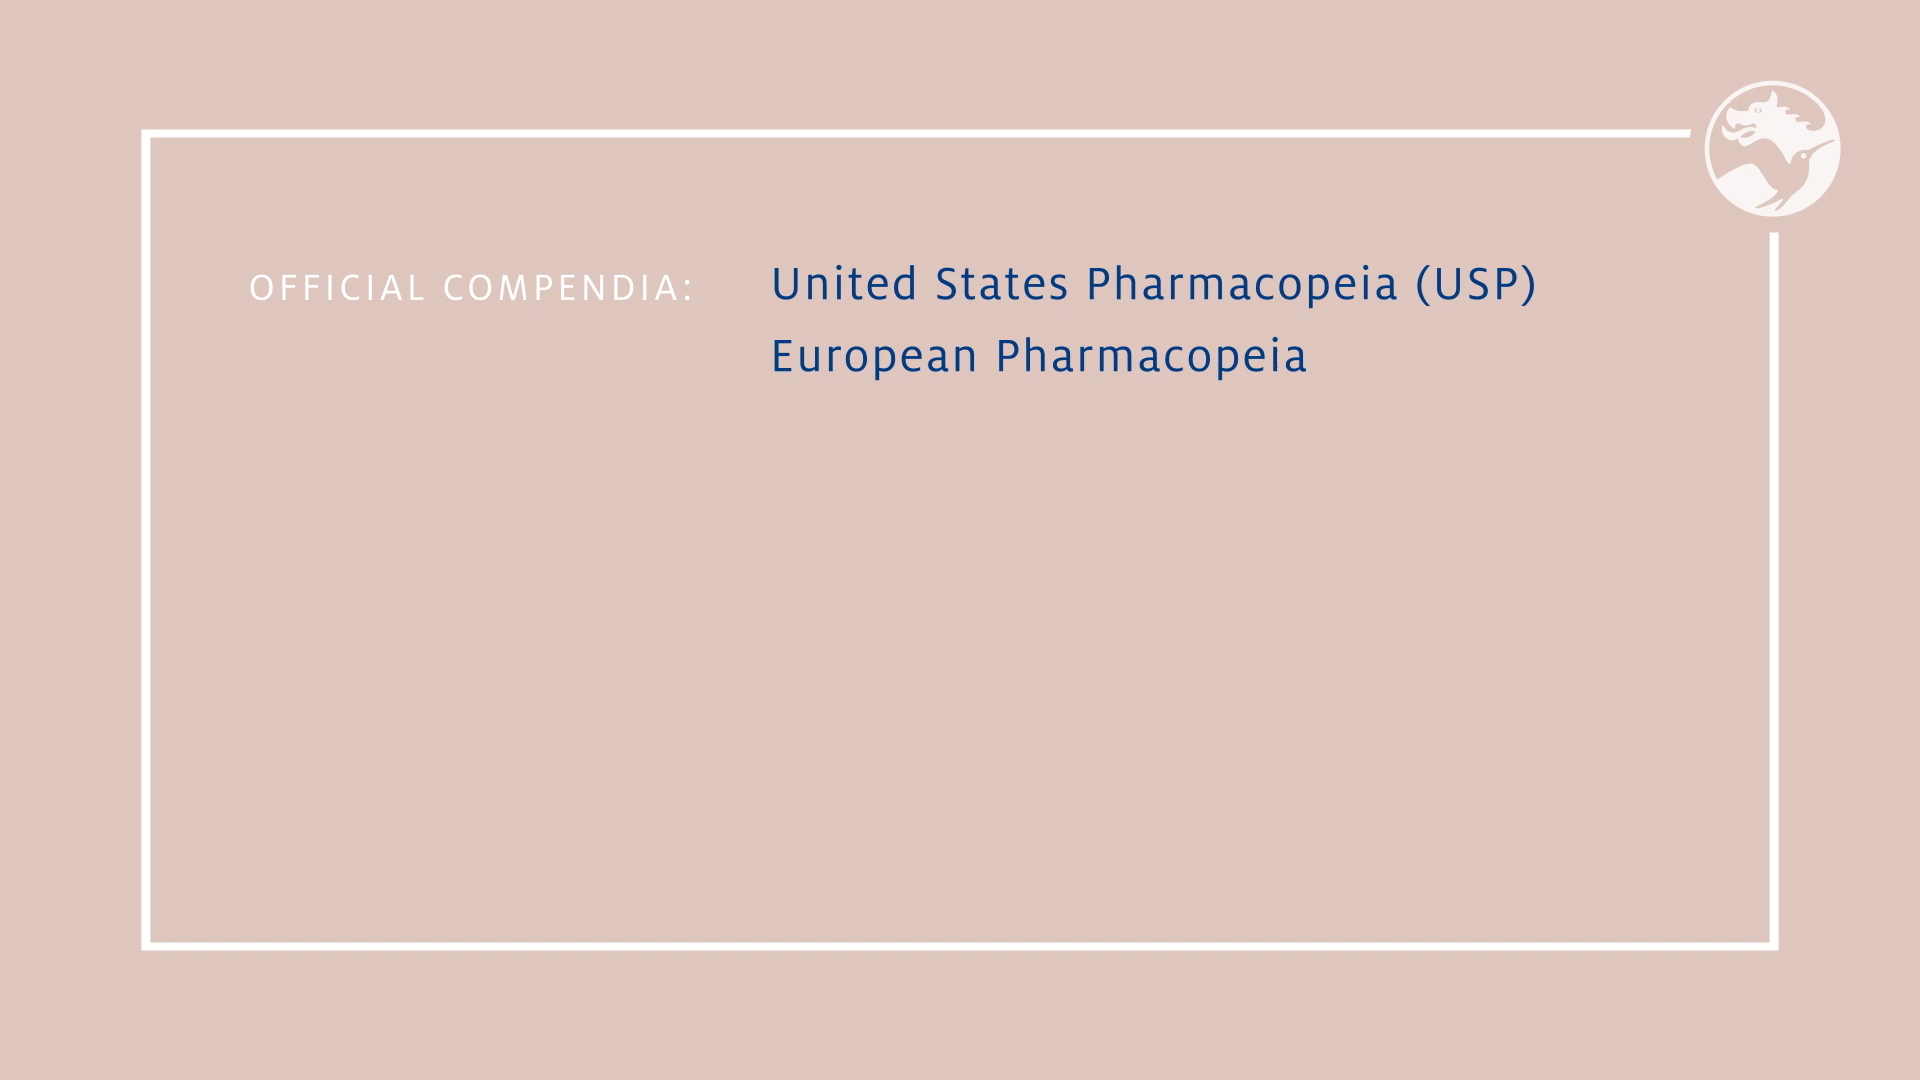 OFFICIAL COMPENDIA:
United States Pharmacopeia (USP)
European Pharmacopeia